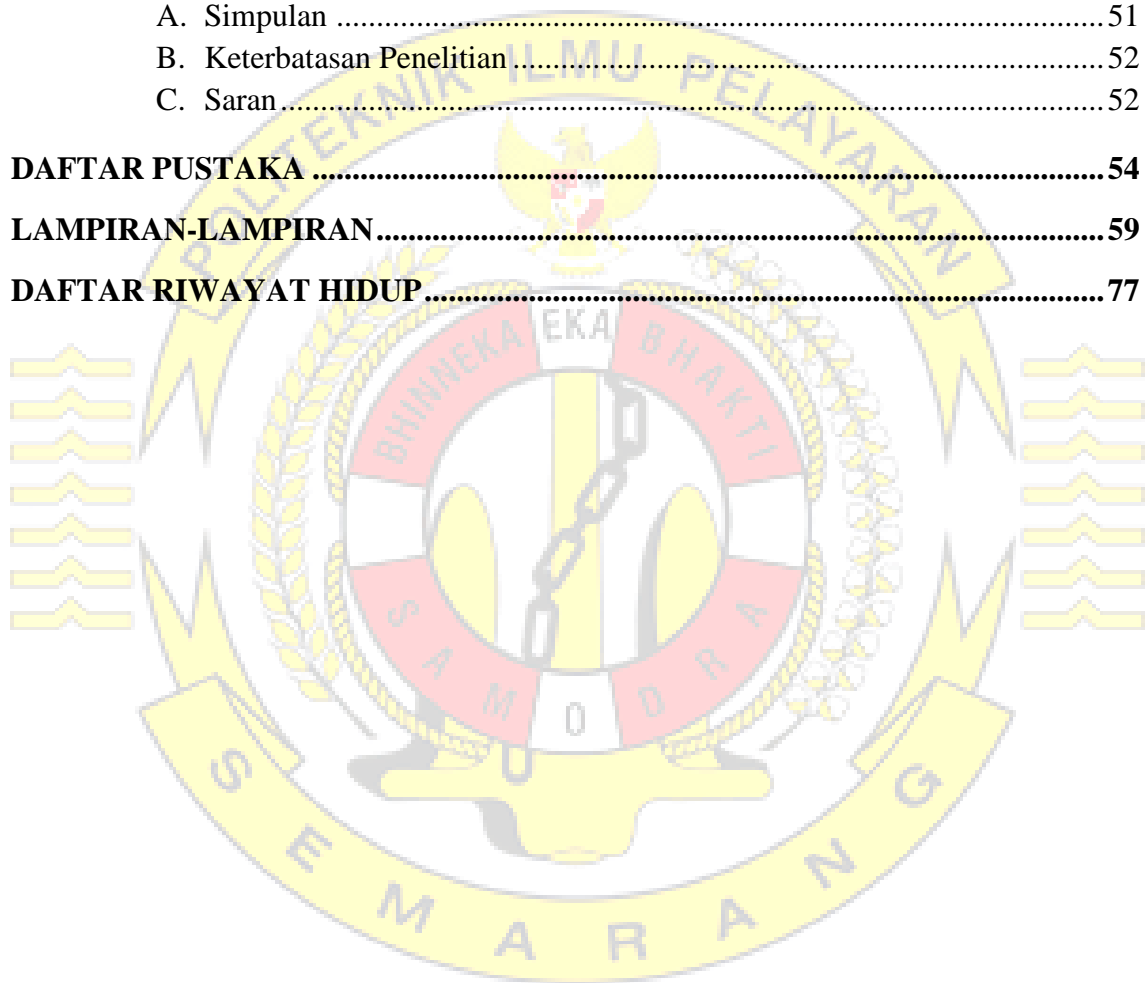 A. Simpulan ........................................................................................ 51
B. Keterbatasan Penelitian ................................................................ 52
C. Saran ............................................................................................. 52
DAFTAR PUSTAKA ................................................................................ 54
LAMPIRAN-LAMPIRAN ........................................................................ 59
DAFTAR RIWAYAT HIDUP .................................................................. 77
POLITEKNIK ILMU PELAYARAN
BHINNEKA EKA BHAKTI
SAMODRA
SEMARANG